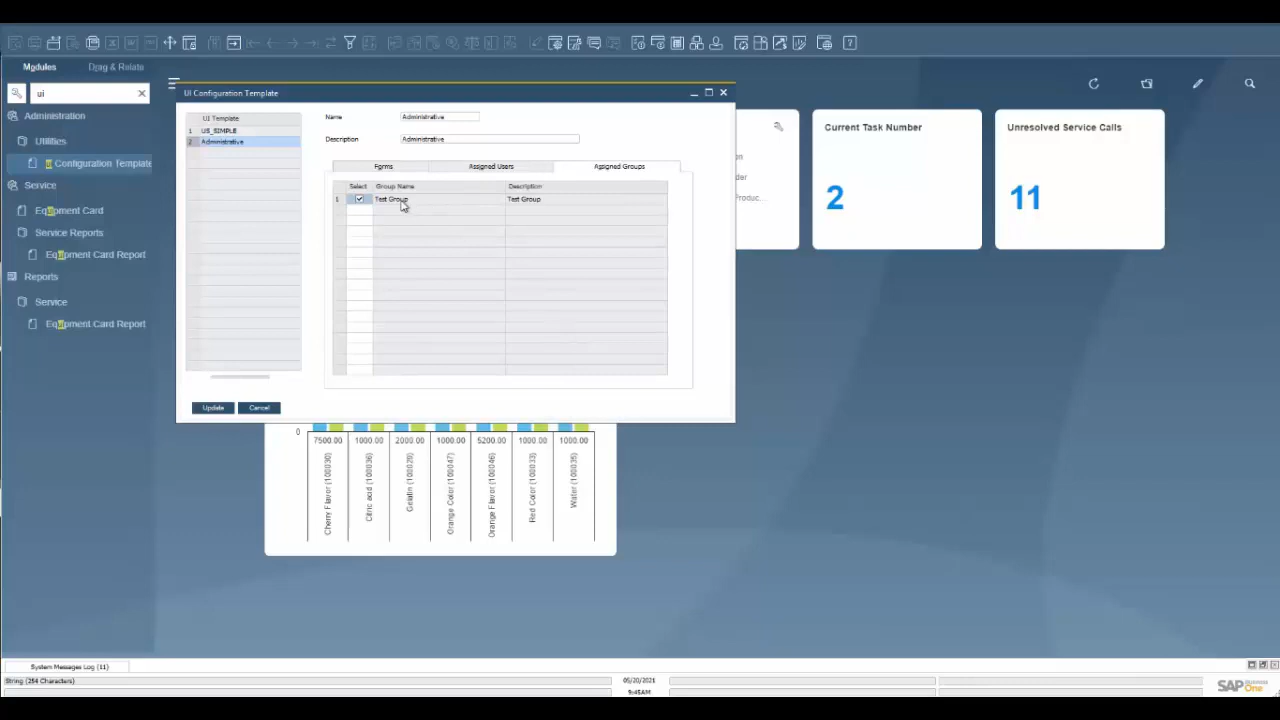 Modules
Drag & Relate
ui
Administration
Utilities
ui Configuration Template
Service
Equipment Card
Service Reports
Equipment Card Report
Reports
Service
Equipment Card Report
UI Configuration Template
UI Template
1 US_SIMPLE
2 Administrative
Name Administrative
Description Administrative
Forms
Assigned Users
Assigned Groups
Select Group Name Description
1 Test Group Test Group
Update
Cancel
Produc...
Current Task Number
2
Unresolved Service Calls
11
0
7500.00 1000.00 2000.00 1000.00 5200.00 1000.00 1000.00
Cherry Flavor (100030)
Citric acid (100036)
Gelatin (100029)
Orange Color (100047)
Orange Flavor (100046)
Red Color (100033)
Water (100035)
System Messages Log (11)
String (254 Characters)
05/20/2021
9:45AM
SAP Business One